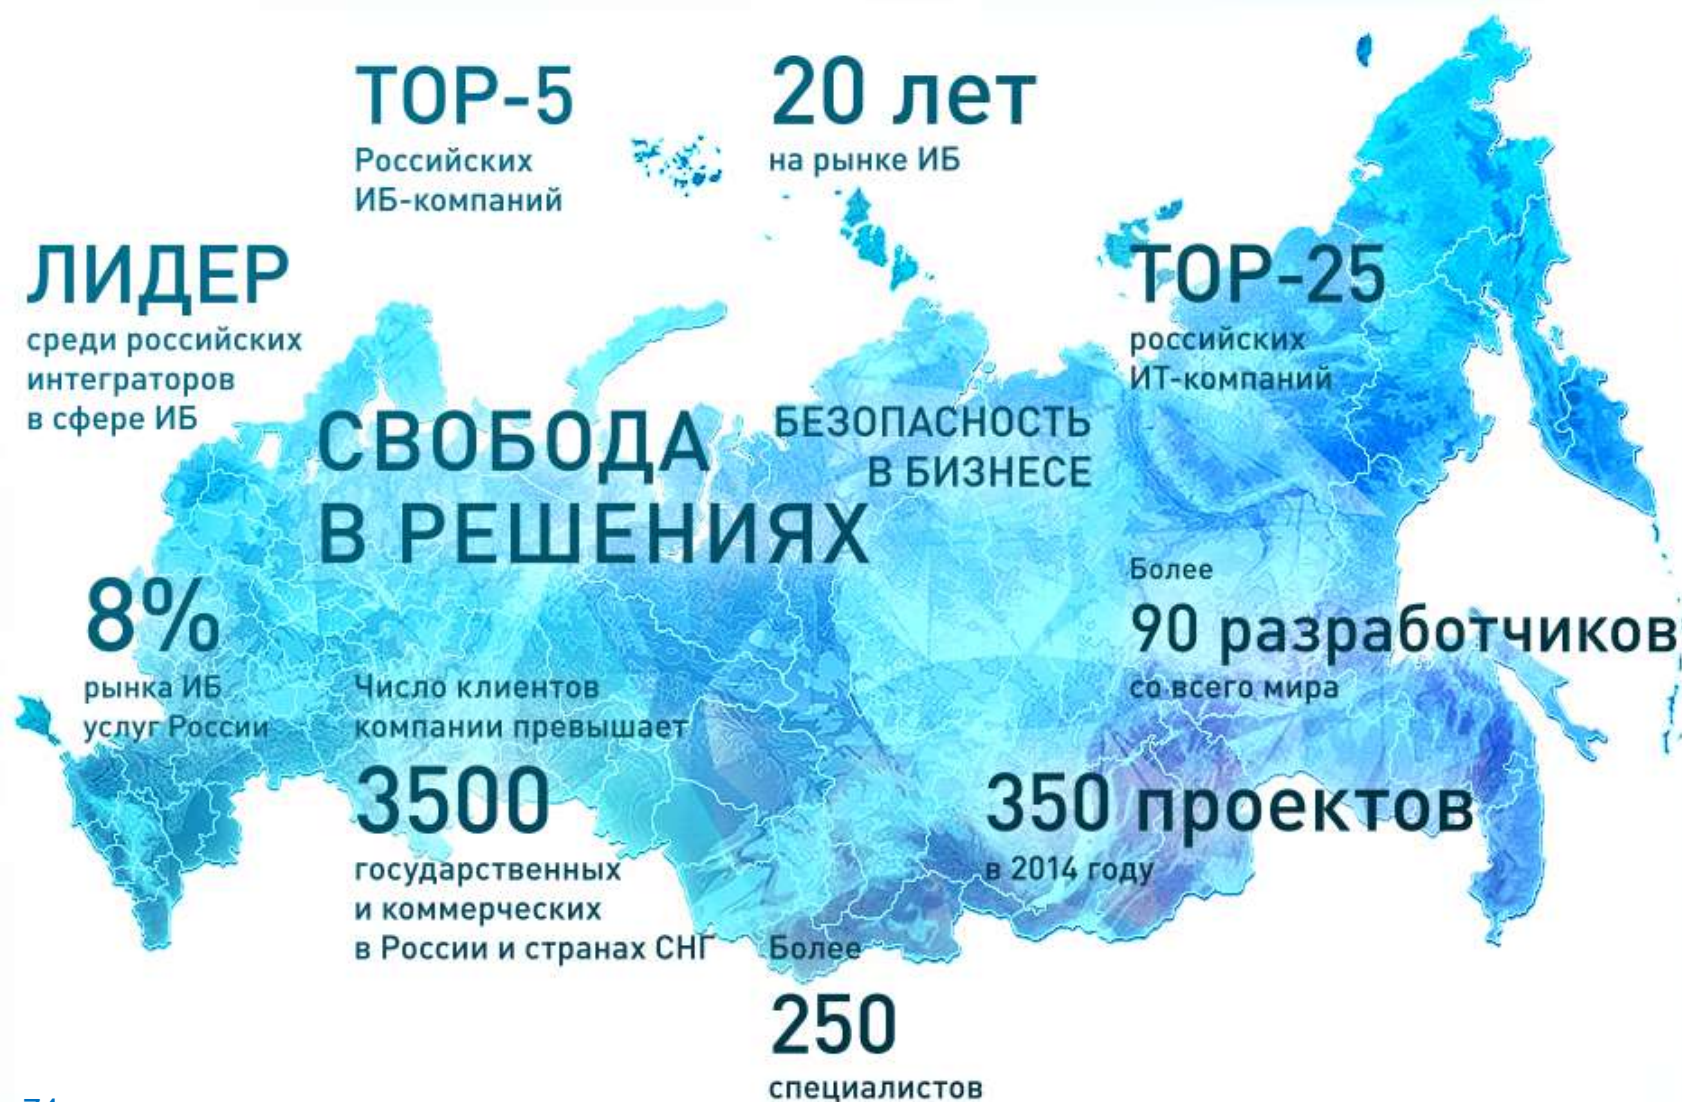 TOP-5
Российских
ИБ-компаний
20 лет
на рынке ИБ
ЛИДЕР
среди российских
интеграторов
в сфере ИБ
TOP-25
российских
ИТ-компаний
СВОБОДА
В РЕШЕНИЯХ
БЕЗОПАСНОСТЬ
В БИЗНЕСЕ
8%
рынка ИБ
услуг России
Более
90 разработчиков
со всего мира
Число клиентов
компании превышает
3500
государственных
и коммерческих
в России и странах СНГ
350 проектов
в 2014 году
Более
250
специалистов